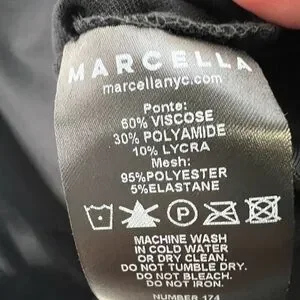 MARCELLA
marcellanyc.com
Ponte:
60% VISCOSE
30% POLYAMIDE
10% LYCRA
Mesh:
95%POLYESTER
5%ELASTANE
P
MACHINE WASH
IN COLD WATER
OR DRY CLEAN.
DO NOT TUMBLE DRY.
DO NOT BLEACH.
DO NOT IRON.
NUMBER 174